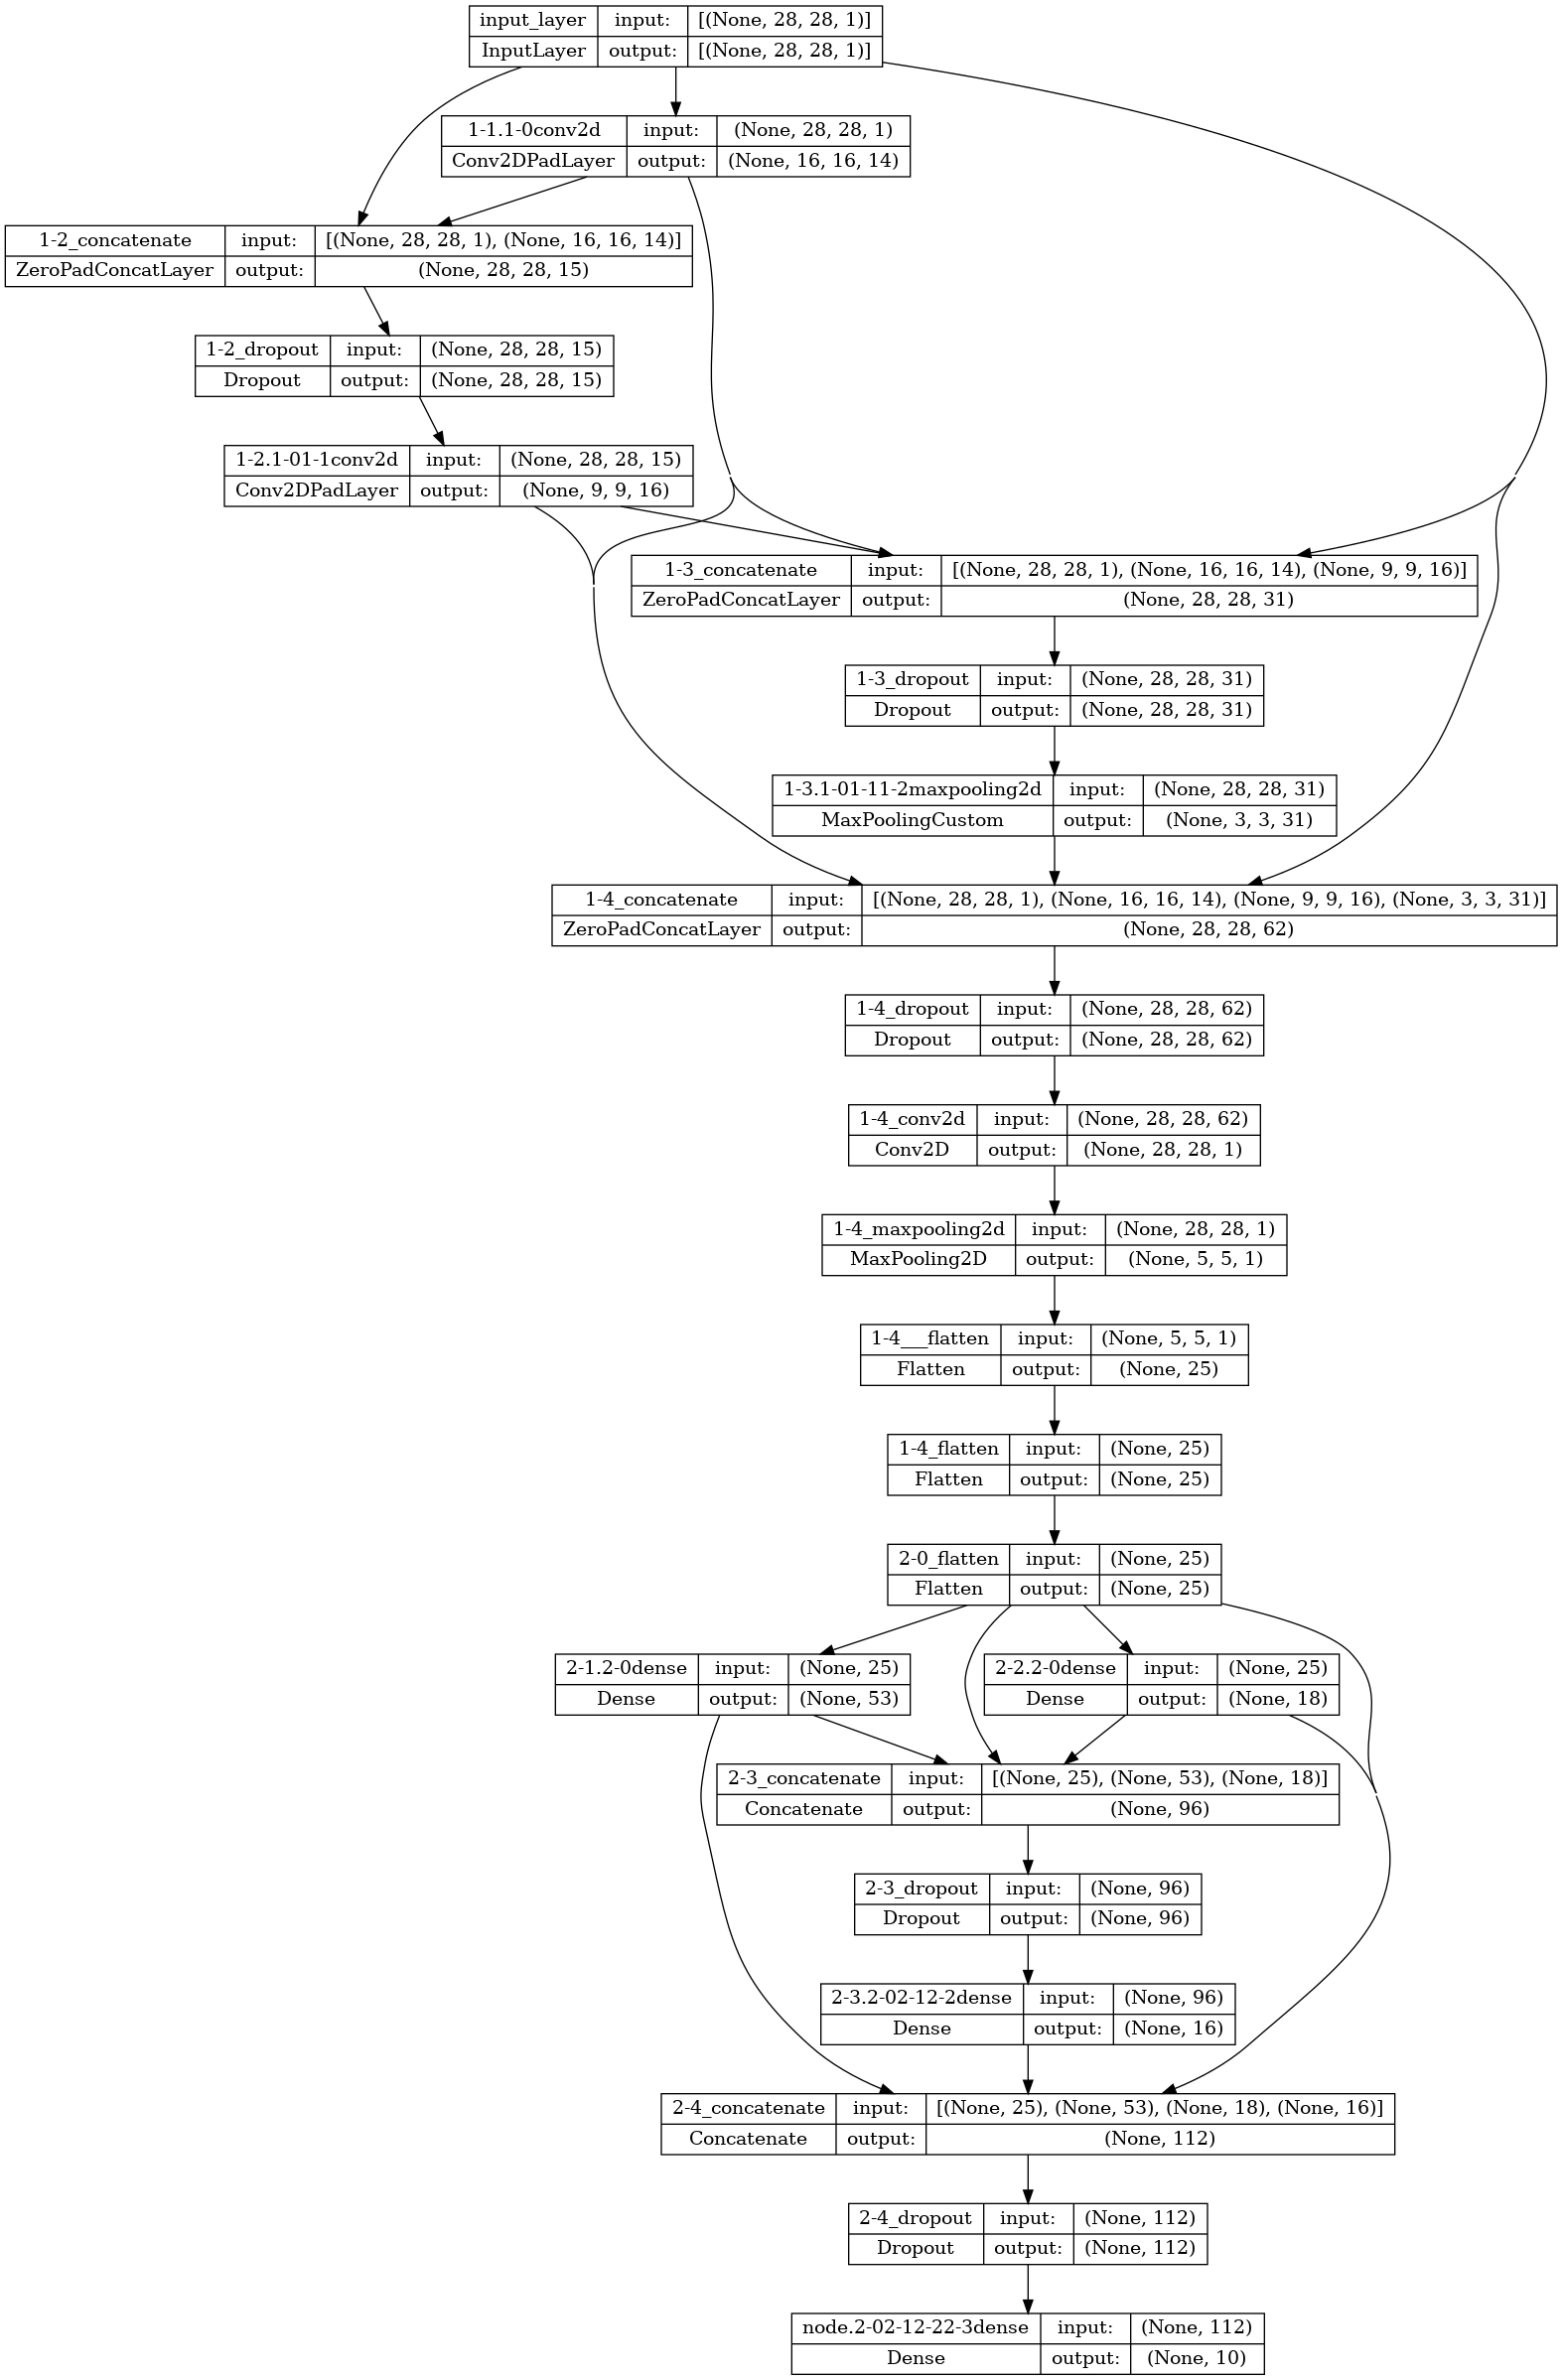 input_layer input: [(None, 28, 28, 1)]
InputLayer output: [(None, 28, 28, 1)]
1-1.1-0conv2d input: (None, 28, 28, 1)
Conv2DPadLayer output: (None, 16, 16, 14)
1-2_concatenate input: [(None, 28, 28, 1), (None, 16, 16, 14)]
ZeroPadConcatLayer output: (None, 28, 28, 15)
1-2_dropout input: (None, 28, 28, 15)
Dropout output: (None, 28, 28, 15)
1-2.1-01-1conv2d input: (None, 28, 28, 15)
Conv2DPadLayer output: (None, 9, 9, 16)
1-3_concatenate input: [(None, 28, 28, 1), (None, 16, 16, 14), (None, 9, 9, 16)]
ZeroPadConcatLayer output: (None, 28, 28, 31)
1-3_dropout input: (None, 28, 28, 31)
Dropout output: (None, 28, 28, 31)
1-3.1-01-11-2maxpooling2d input: (None, 28, 28, 31)
MaxPoolingCustom output: (None, 3, 3, 31)
1-4_concatenate input: [(None, 28, 28, 1), (None, 16, 16, 14), (None, 9, 9, 16), (None, 3, 3, 31)]
ZeroPadConcatLayer output: (None, 28, 28, 62)
1-4_dropout input: (None, 28, 28, 62)
Dropout output: (None, 28, 28, 62)
1-4_conv2d input: (None, 28, 28, 62)
Conv2D output: (None, 28, 28, 1)
1-4_maxpooling2d input: (None, 28, 28, 1)
MaxPooling2D output: (None, 5, 5, 1)
1-4___flatten input: (None, 5, 5, 1)
Flatten output: (None, 25)
1-4_flatten input: (None, 25)
Flatten output: (None, 25)
2-0_flatten input: (None, 25)
Flatten output: (None, 25)
2-1.2-0dense input: (None, 25)
Dense output: (None, 53)
2-2.2-0dense input: (None, 25)
Dense output: (None, 18)
2-3_concatenate input: [(None, 25), (None, 53), (None, 18)]
Concatenate output: (None, 96)
2-3_dropout input: (None, 96)
Dropout output: (None, 96)
2-3.2-02-12-2dense input: (None, 96)
Dense output: (None, 16)
2-4_concatenate input: [(None, 25), (None, 53), (None, 18), (None, 16)]
Concatenate output: (None, 112)
2-4_dropout input: (None, 112)
Dropout output: (None, 112)
node.2-02-12-22-3dense input: (None, 112)
Dense output: (None, 10)